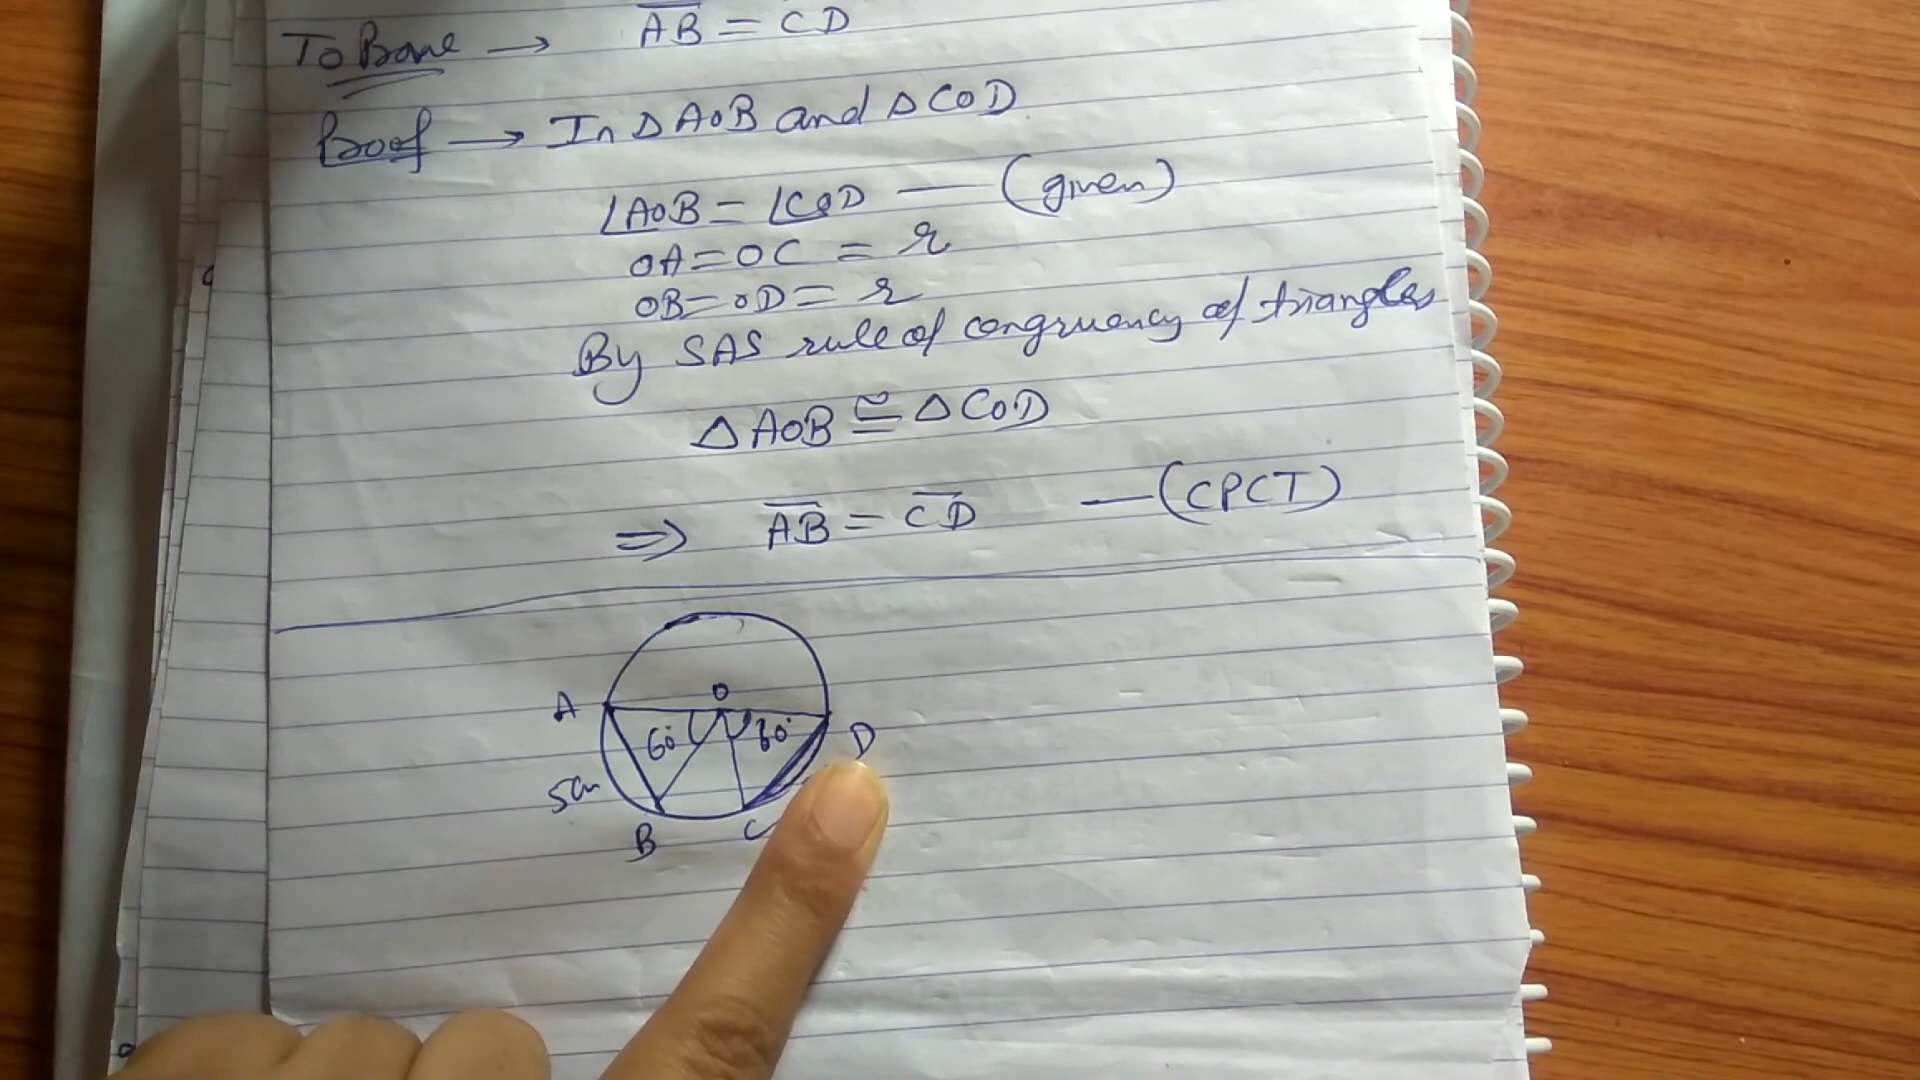 To Prove → AB = CD
Proof → In Δ AOB and Δ COD
∠AOB = ∠COD — (given)
OA = OC = r
OB = OD = r
By SAS rule of congruency of triangles
Δ AOB ≅ Δ COD
⇒ AB = CD — (CPCT)
O
A 60° 60° D
5cm
B C